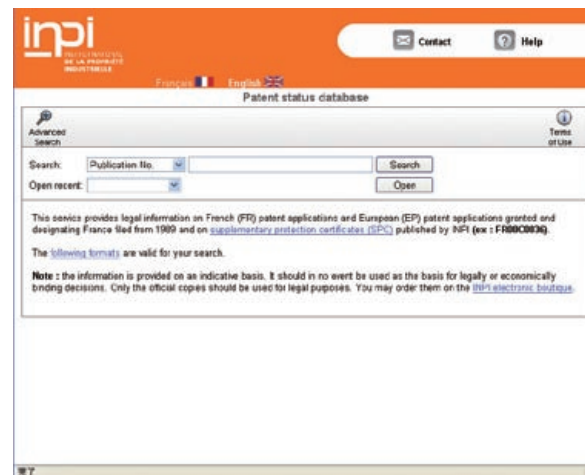 inpi
INSTITUT NATIONAL
DE LA PROPRIÉTÉ
INDUSTRIELLE
Contact
Help
Français English
Patent status database
Advanced
Search
Terms
of Use
Search: Publication No. Search
Open recent: Open
This service provides legal information on French (FR) patent applications and European (EP) patent applications granted and
designating France filed from 1989 and on supplementary protection certificates (SPC) published by INPI (ex : FR00C0036).
The following formats are valid for your search.
Note : the information is provided on an indicative basis. It should in no event be used as the basis for legally or economically
binding decisions. Only the official copies should be used for legal purposes. You may order them on the INPI electronic boutique.
完了